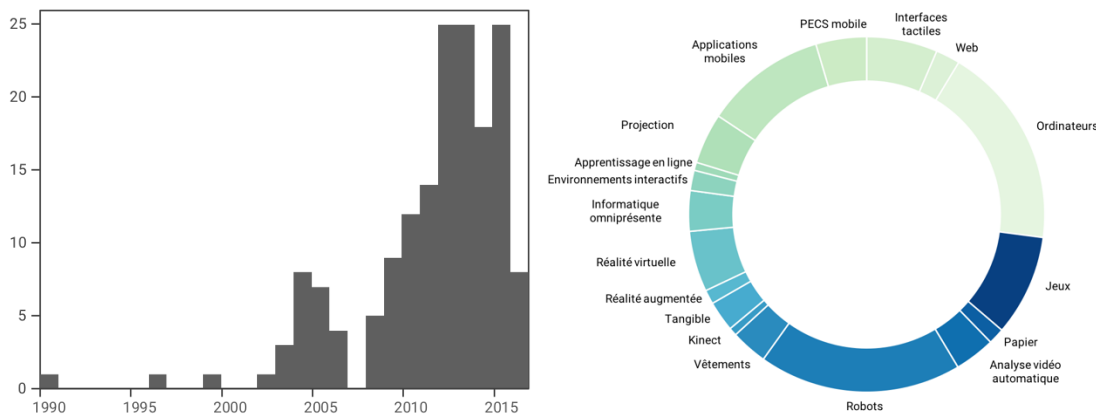 25
20
15
10
5
0
1990
1995
2000
2005
2010
2015
PECS mobile
Interfaces
tactiles
Web
Ordinateurs
Jeux
Papier
Analyse vidéo
automatique
Robots
Vêtements
Kinect
Tangible
Réalité augmentée
Réalité virtuelle
Informatique
omniprésente
Environnements interactifs
Apprentissage en ligne
Projection
Applications
mobiles